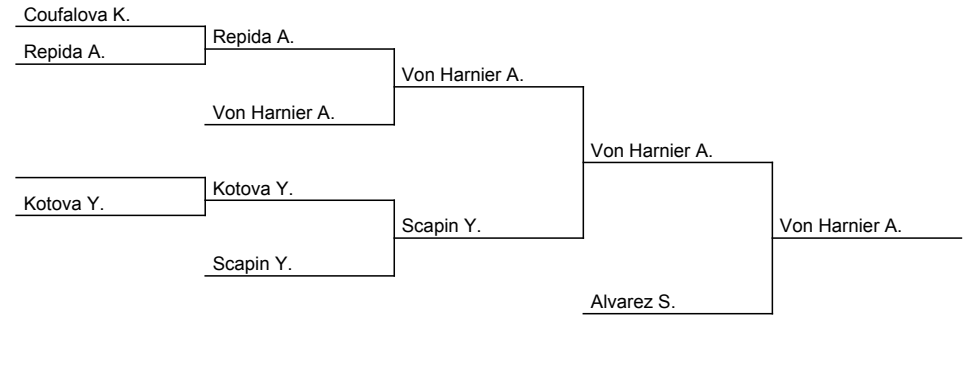 Coufalova K.
Repida A.
Repida A.
Von Harnier A.
Von Harnier A.
Von Harnier A.
Kotova Y.
Kotova Y.
Scapin Y.
Von Harnier A.
Scapin Y.
Alvarez S.